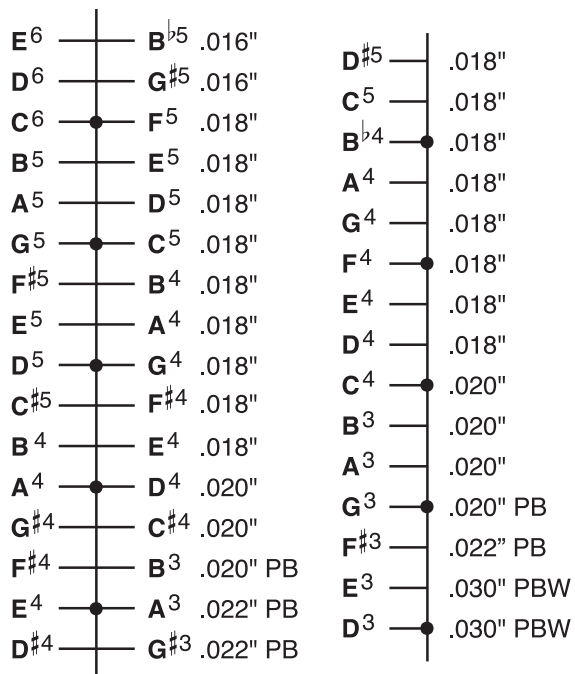 E6 B♭5 .016"
D6 G♯5 .016"
C6 F5 .018"
B5 E5 .018"
A5 D5 .018"
G5 C5 .018"
F♯5 B4 .018"
E5 A4 .018"
D5 G4 .018"
C♯5 F♯4 .018"
B4 E4 .018"
A4 D4 .020"
G♯4 C♯4 .020"
F♯4 B3 .020" PB
E4 A3 .022" PB
D♯4 G♯3 .022" PB
D♯5 .018"
C5 .018"
B♭4 .018"
A4 .018"
G4 .018"
F4 .018"
E4 .018"
D4 .018"
C4 .020"
B3 .020"
A3 .020"
G3 .020" PB
F♯3 .022” PB
E3 .030" PBW
D3 .030" PBW